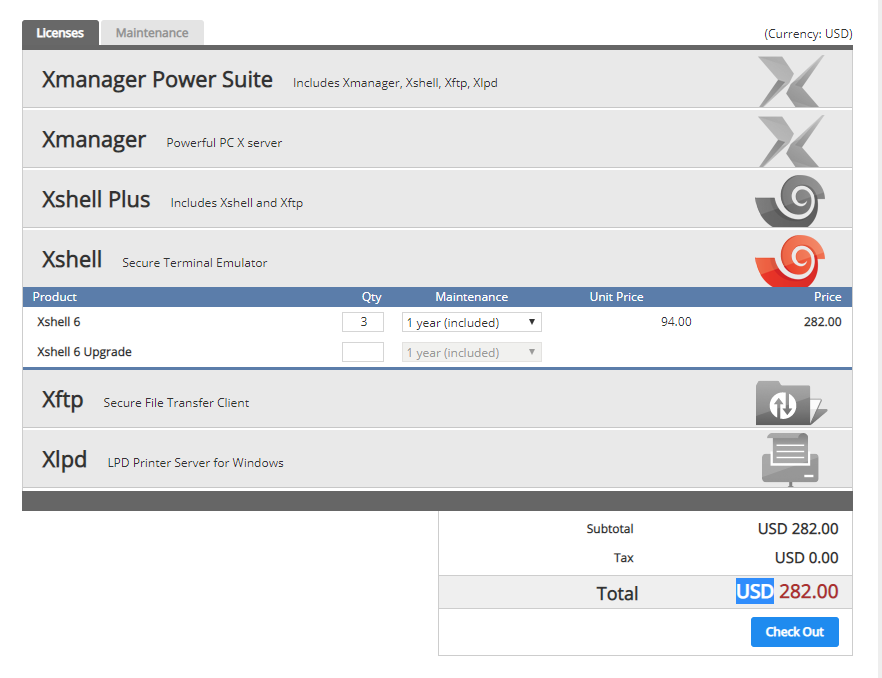 Licenses Maintenance (Currency: USD)
Xmanager Power Suite Includes Xmanager, Xshell, Xftp, Xlpd
Xmanager Powerful PC X server
Xshell Plus Includes Xshell and Xftp
Xshell Secure Terminal Emulator
Product Qty Maintenance Unit Price Price
Xshell 6 3 1 year (included) 94.00 282.00
Xshell 6 Upgrade 1 year (included)
Xftp Secure File Transfer Client
Xlpd LPD Printer Server for Windows
Subtotal USD 282.00
Tax USD 0.00
Total USD 282.00
Check Out